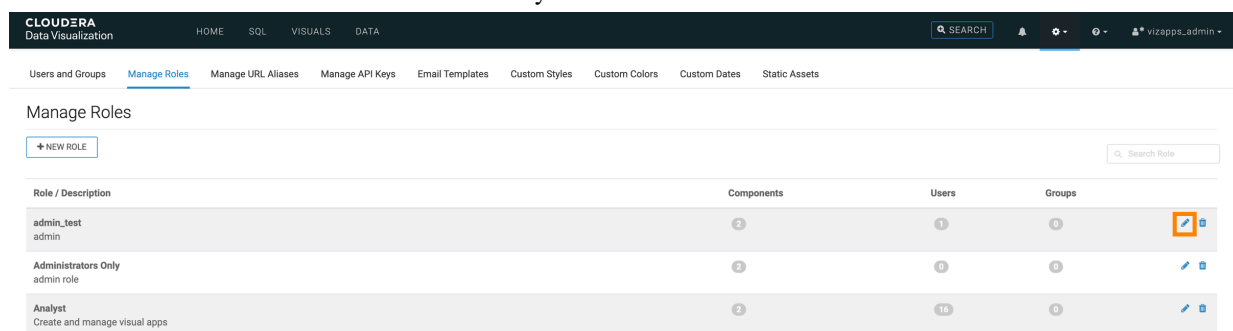 CLOUDERA
Data Visualization
HOME SQL VISUALS DATA SEARCH vizapps_admin
Users and Groups Manage Roles Manage URL Aliases Manage API Keys Email Templates Custom Styles Custom Colors Custom Dates Static Assets
Manage Roles
+ NEW ROLE
Search Role
Role / Description Components Users Groups
admin_test 2 1 0
admin
Administrators Only 2 0 0
admin role
Analyst 2 16 0
Create and manage visual apps